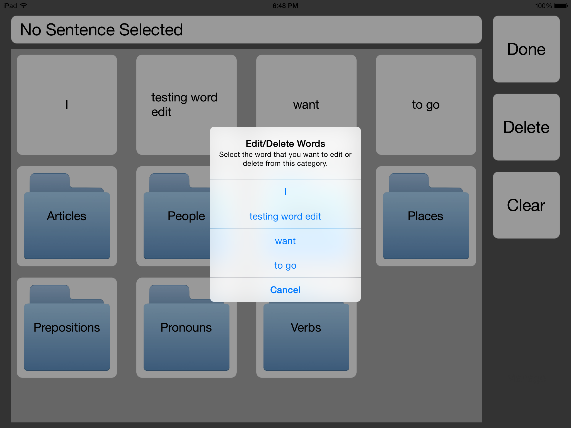 iPad 6:48 PM 100%
No Sentence Selected
Done
I
testing word
edit
want
to go
Delete
Edit/Delete Words
Select the word that you want to edit or
delete from this category.
I
testing word edit
want
to go
Cancel
Articles
People
Places
Clear
Prepositions
Pronouns
Verbs